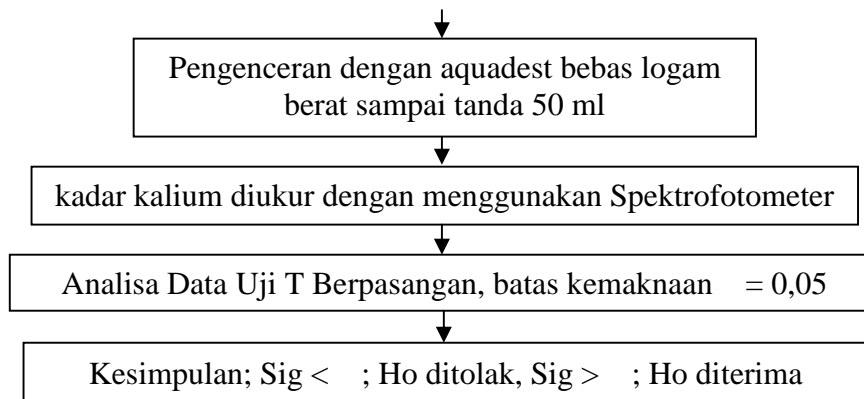 Pengenceran dengan aquadest bebas logam
berat sampai tanda 50 ml
kadar kalium diukur dengan menggunakan Spektrofotometer
Analisa Data Uji T Berpasangan, batas kemaknaan = 0,05
Kesimpulan; Sig < ; Ho ditolak, Sig > ; Ho diterima